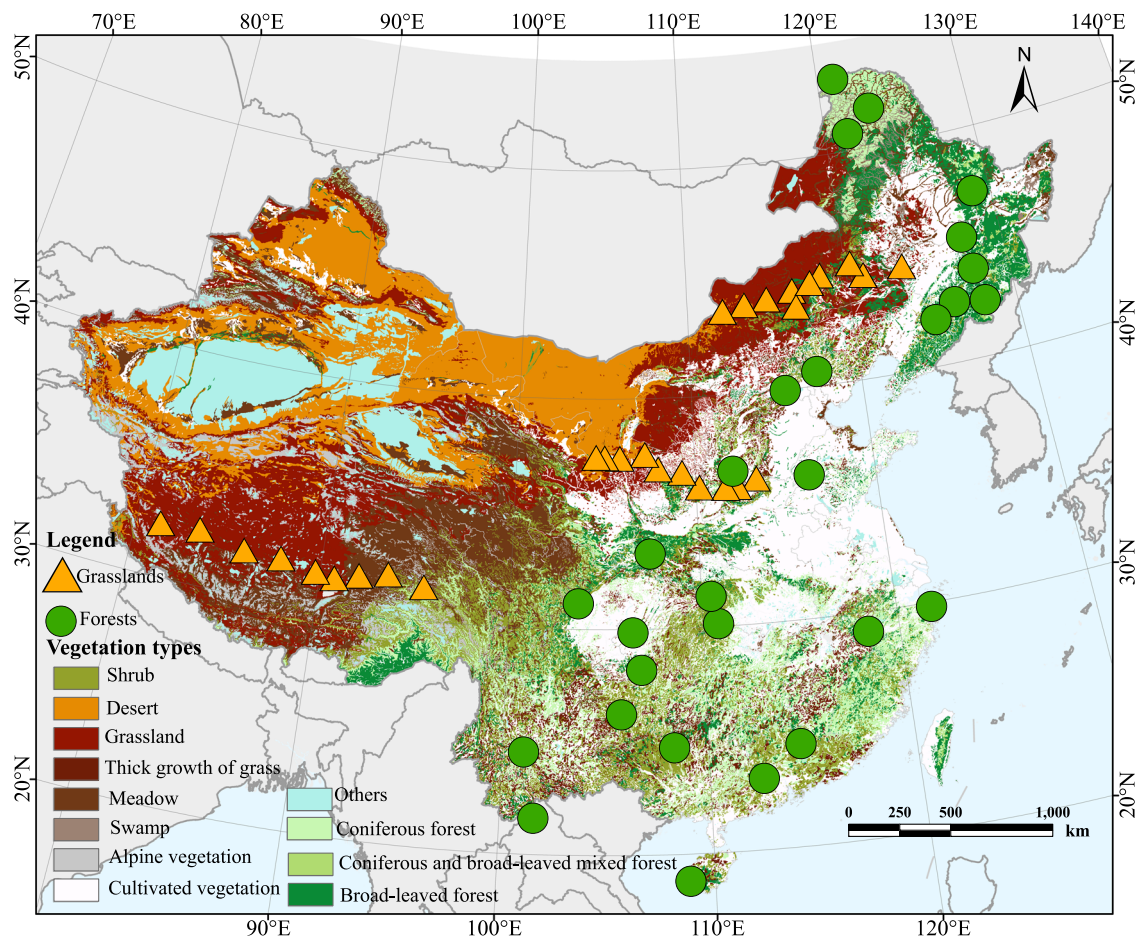 70°E 80°E 90°E 100°E 110°E 120°E 130°E 140°E
50°N
50°N
N
40°N
40°N
30°N
30°N
20°N
20°N
Legend
Grasslands
Forests
Vegetation types
Shrub
Desert
Grassland
Thick growth of grass
Meadow
Swamp
Alpine vegetation
Cultivated vegetation
Others
Coniferous forest
Coniferous and broad-leaved mixed forest
Broad-leaved forest
0 250 500 1,000
km
90°E 100°E 110°E 120°E